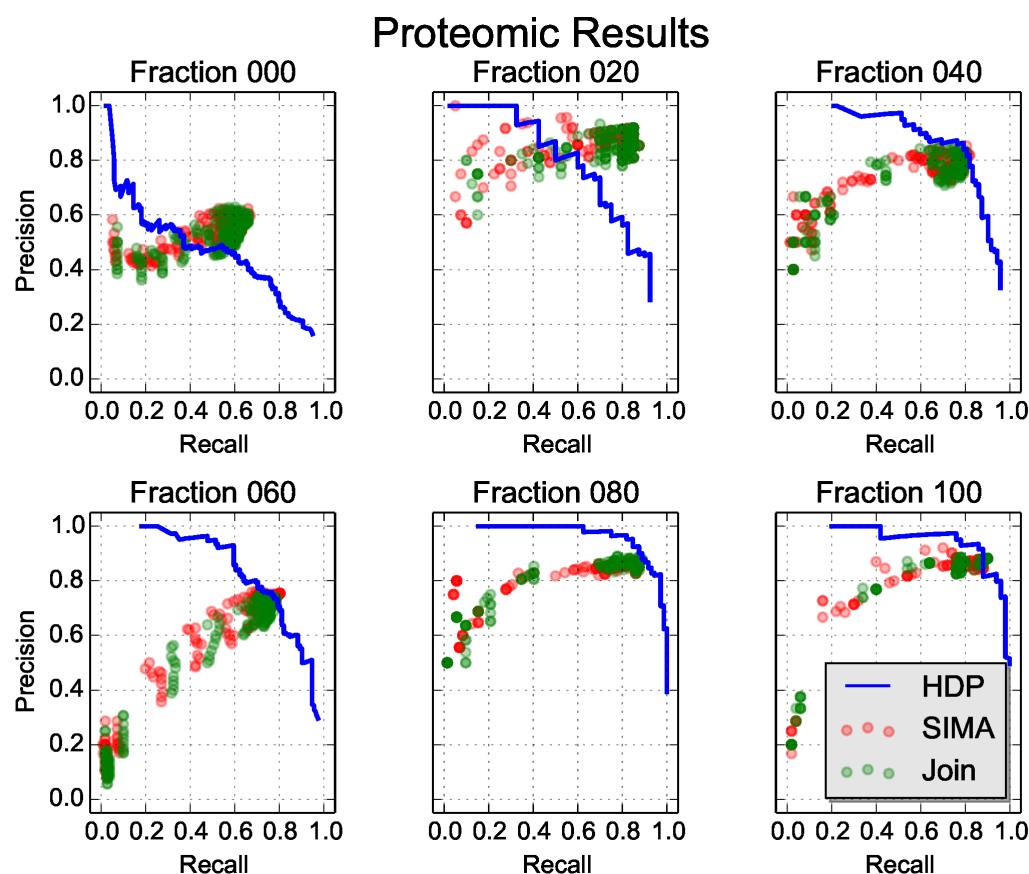 Proteomic Results
Fraction 000 Fraction 020 Fraction 040
1.0
0.8
0.6
0.4
0.2
0.0
Precision
0.0 0.2 0.4 0.6 0.8 1.0 0.0 0.2 0.4 0.6 0.8 1.0 0.0 0.2 0.4 0.6 0.8 1.0
Recall Recall Recall
Fraction 060 Fraction 080 Fraction 100
1.0
0.8
0.6
0.4
0.2
0.0
Precision
HDP
SIMA
Join
0.0 0.2 0.4 0.6 0.8 1.0 0.0 0.2 0.4 0.6 0.8 1.0 0.0 0.2 0.4 0.6 0.8 1.0
Recall Recall Recall